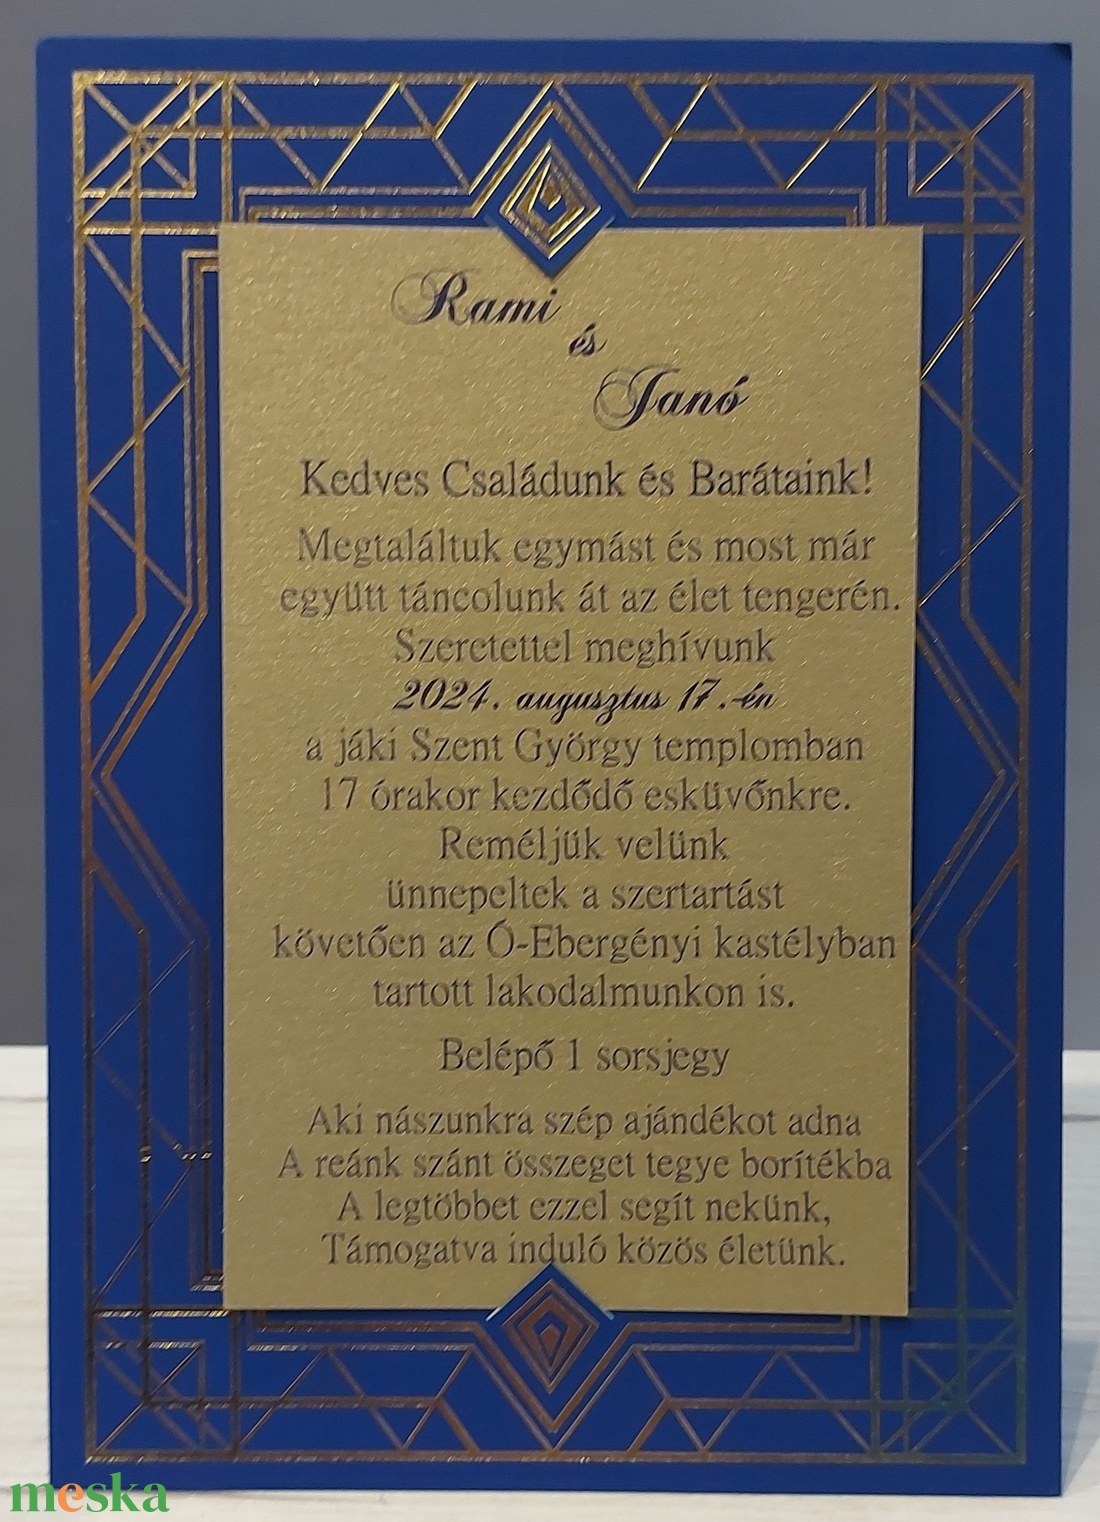 Rami
és
Janó
Kedves Családunk és Barátaink!
Megtaláltuk egymást és most már
együtt táncolunk át az élet tengerén.
Szeretettel meghívunk
2024. augusztus 17.-én
a jáki Szent György templomban
17 órakor kezdődő esküvőnkre.
Reméljük velünk
ünnepeltek a szertartást
követően az Ó-Ebergényi kastélyban
tartott lakodalmunkon is.
Belépő 1 sorsjegy
Aki nászunkra szép ajándékot adna
A reánk szánt összeget tegye borítékba
A legtöbbet ezzel segít nekünk,
Támogatva induló közös életünk.
meska